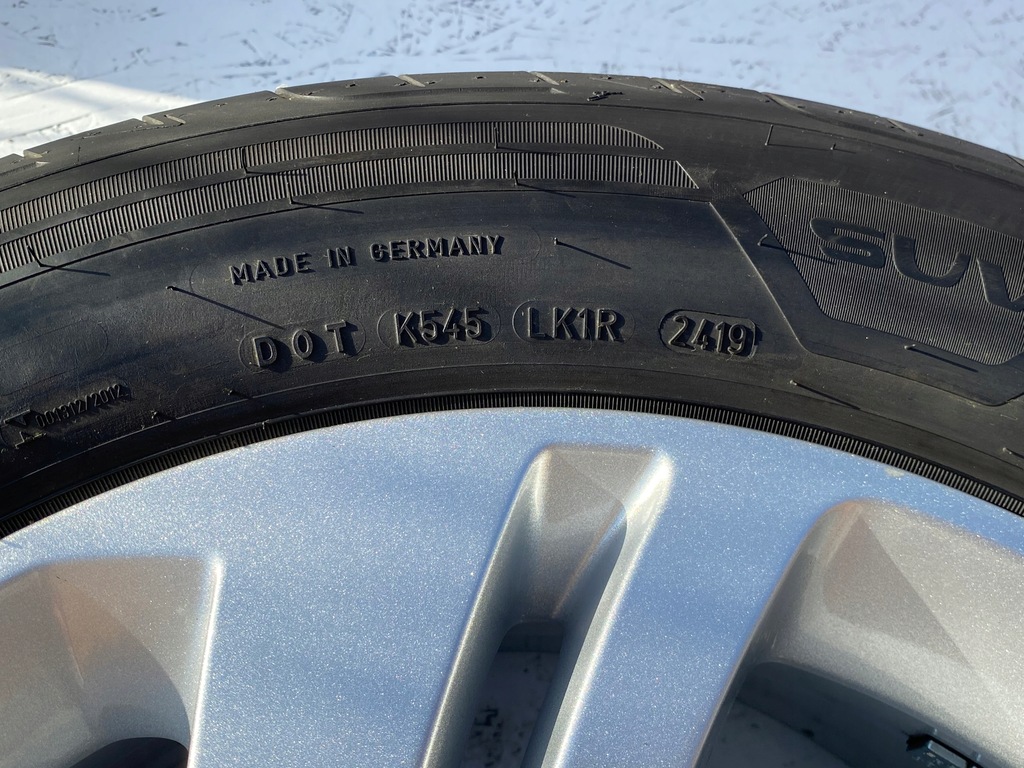 SUV
MADE IN GERMANY
DOT K545 LK1R 2419